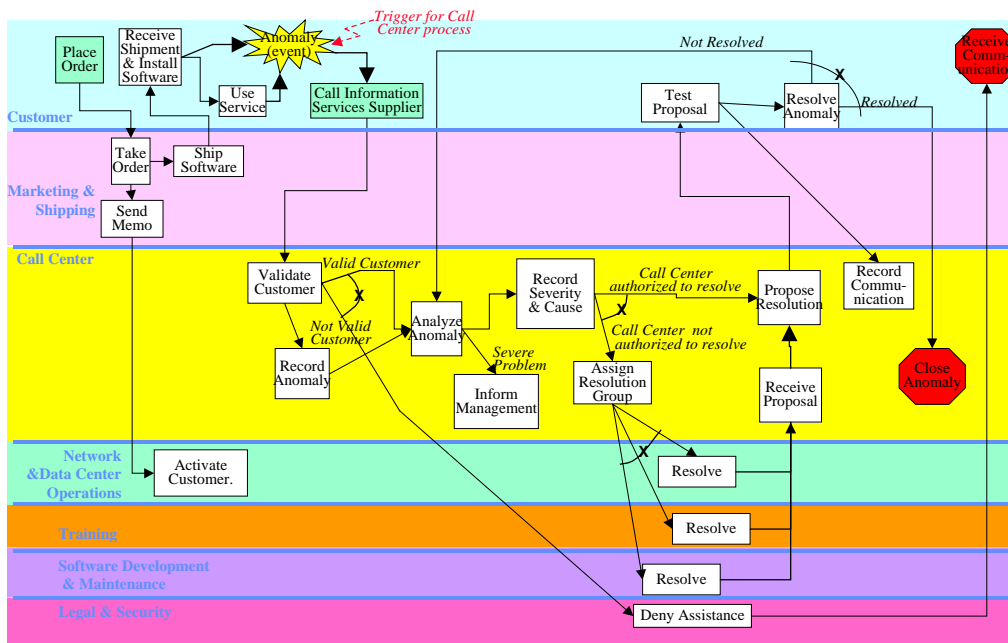 Trigger for Call
Center process
Place
Order
Receive
Shipment
& Install
Software
Anomaly
(event)
Use
Service
Call Information
Services Supplier
Not Resolved
X
Test
Proposal
Resolve
Anomaly
Resolved
Receive
Comm-
unication
Customer
Take
Order
Ship
Software
Marketing &
Shipping
Send
Memo
Call Center
Validate
Customer
Valid Customer
X
Not Valid
Customer
Record
Anomaly
Analyze
Anomaly
Record
Severity
& Cause
Call Center
authorized to resolve
X
Call Center not
authorized to resolve
Propose
Resolution
Record
Commu-
nication
Severe
Problem
Inform
Management
Assign
Resolution
Group
Receive
Proposal
Close
Anomaly
Network
&Data Center
Operations
Activate
Customer.
X
Resolve
Training
Resolve
Software Development
& Maintenance
Resolve
Legal & Security
Deny Assistance